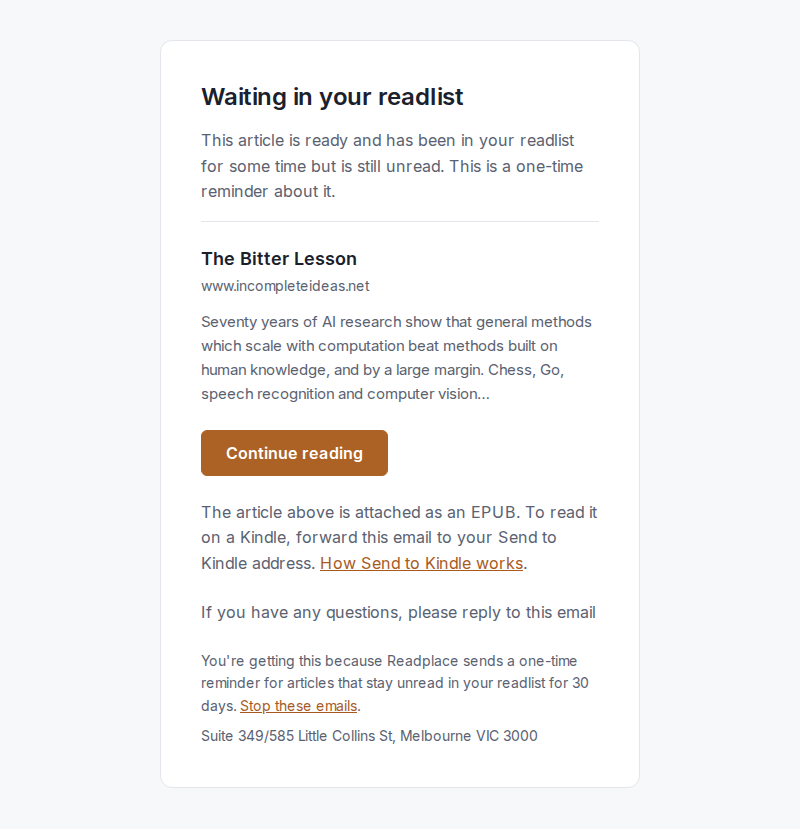 Waiting in your readlist
This article is ready and has been in your readlist
for some time but is still unread. This is a one-time
reminder about it.
The Bitter Lesson
www.incompleteideas.net
Seventy years of AI research show that general methods
which scale with computation beat methods built on
human knowledge, and by a large margin. Chess, Go,
speech recognition and computer vision...
Continue reading
The article above is attached as an EPUB. To read it
on a Kindle, forward this email to your Send to
Kindle address. How Send to Kindle works.
If you have any questions, please reply to this email
You're getting this because Readplace sends a one-time
reminder for articles that stay unread in your readlist for 30
days. Stop these emails.
Suite 349/585 Little Collins St, Melbourne VIC 3000